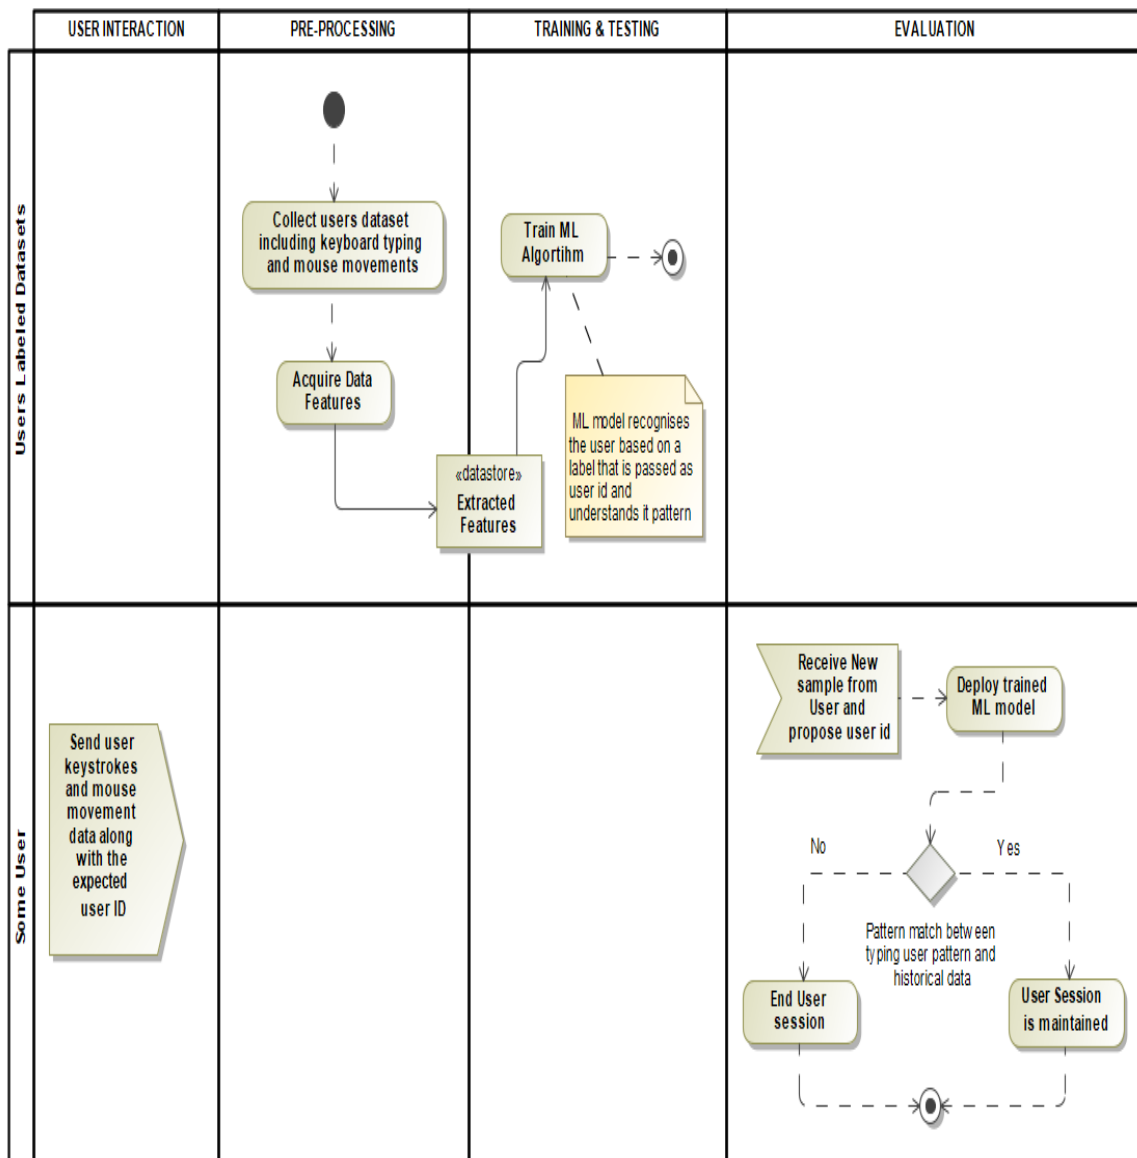 USER INTERACTION
PRE-PROCESSING
TRAINING & TESTING
EVALUATION
Users Labeled Datasets
Collect users dataset
including keyboard typing
and mouse movements
Acquire Data
Features
«datastore»
Extracted
Features
Train ML
Algortihm
ML model recognises
the user based on a
label that is passed as
user id and
understands it pattern
Some User
Send user
keystrokes
and mouse
movement
data along
with the
expected
user ID
Receive New
sample from
User and
propose user id
Deploy trained
ML model
No
Yes
Pattern match between
typing user pattern and
historical data
End User
session
User Session
is maintained